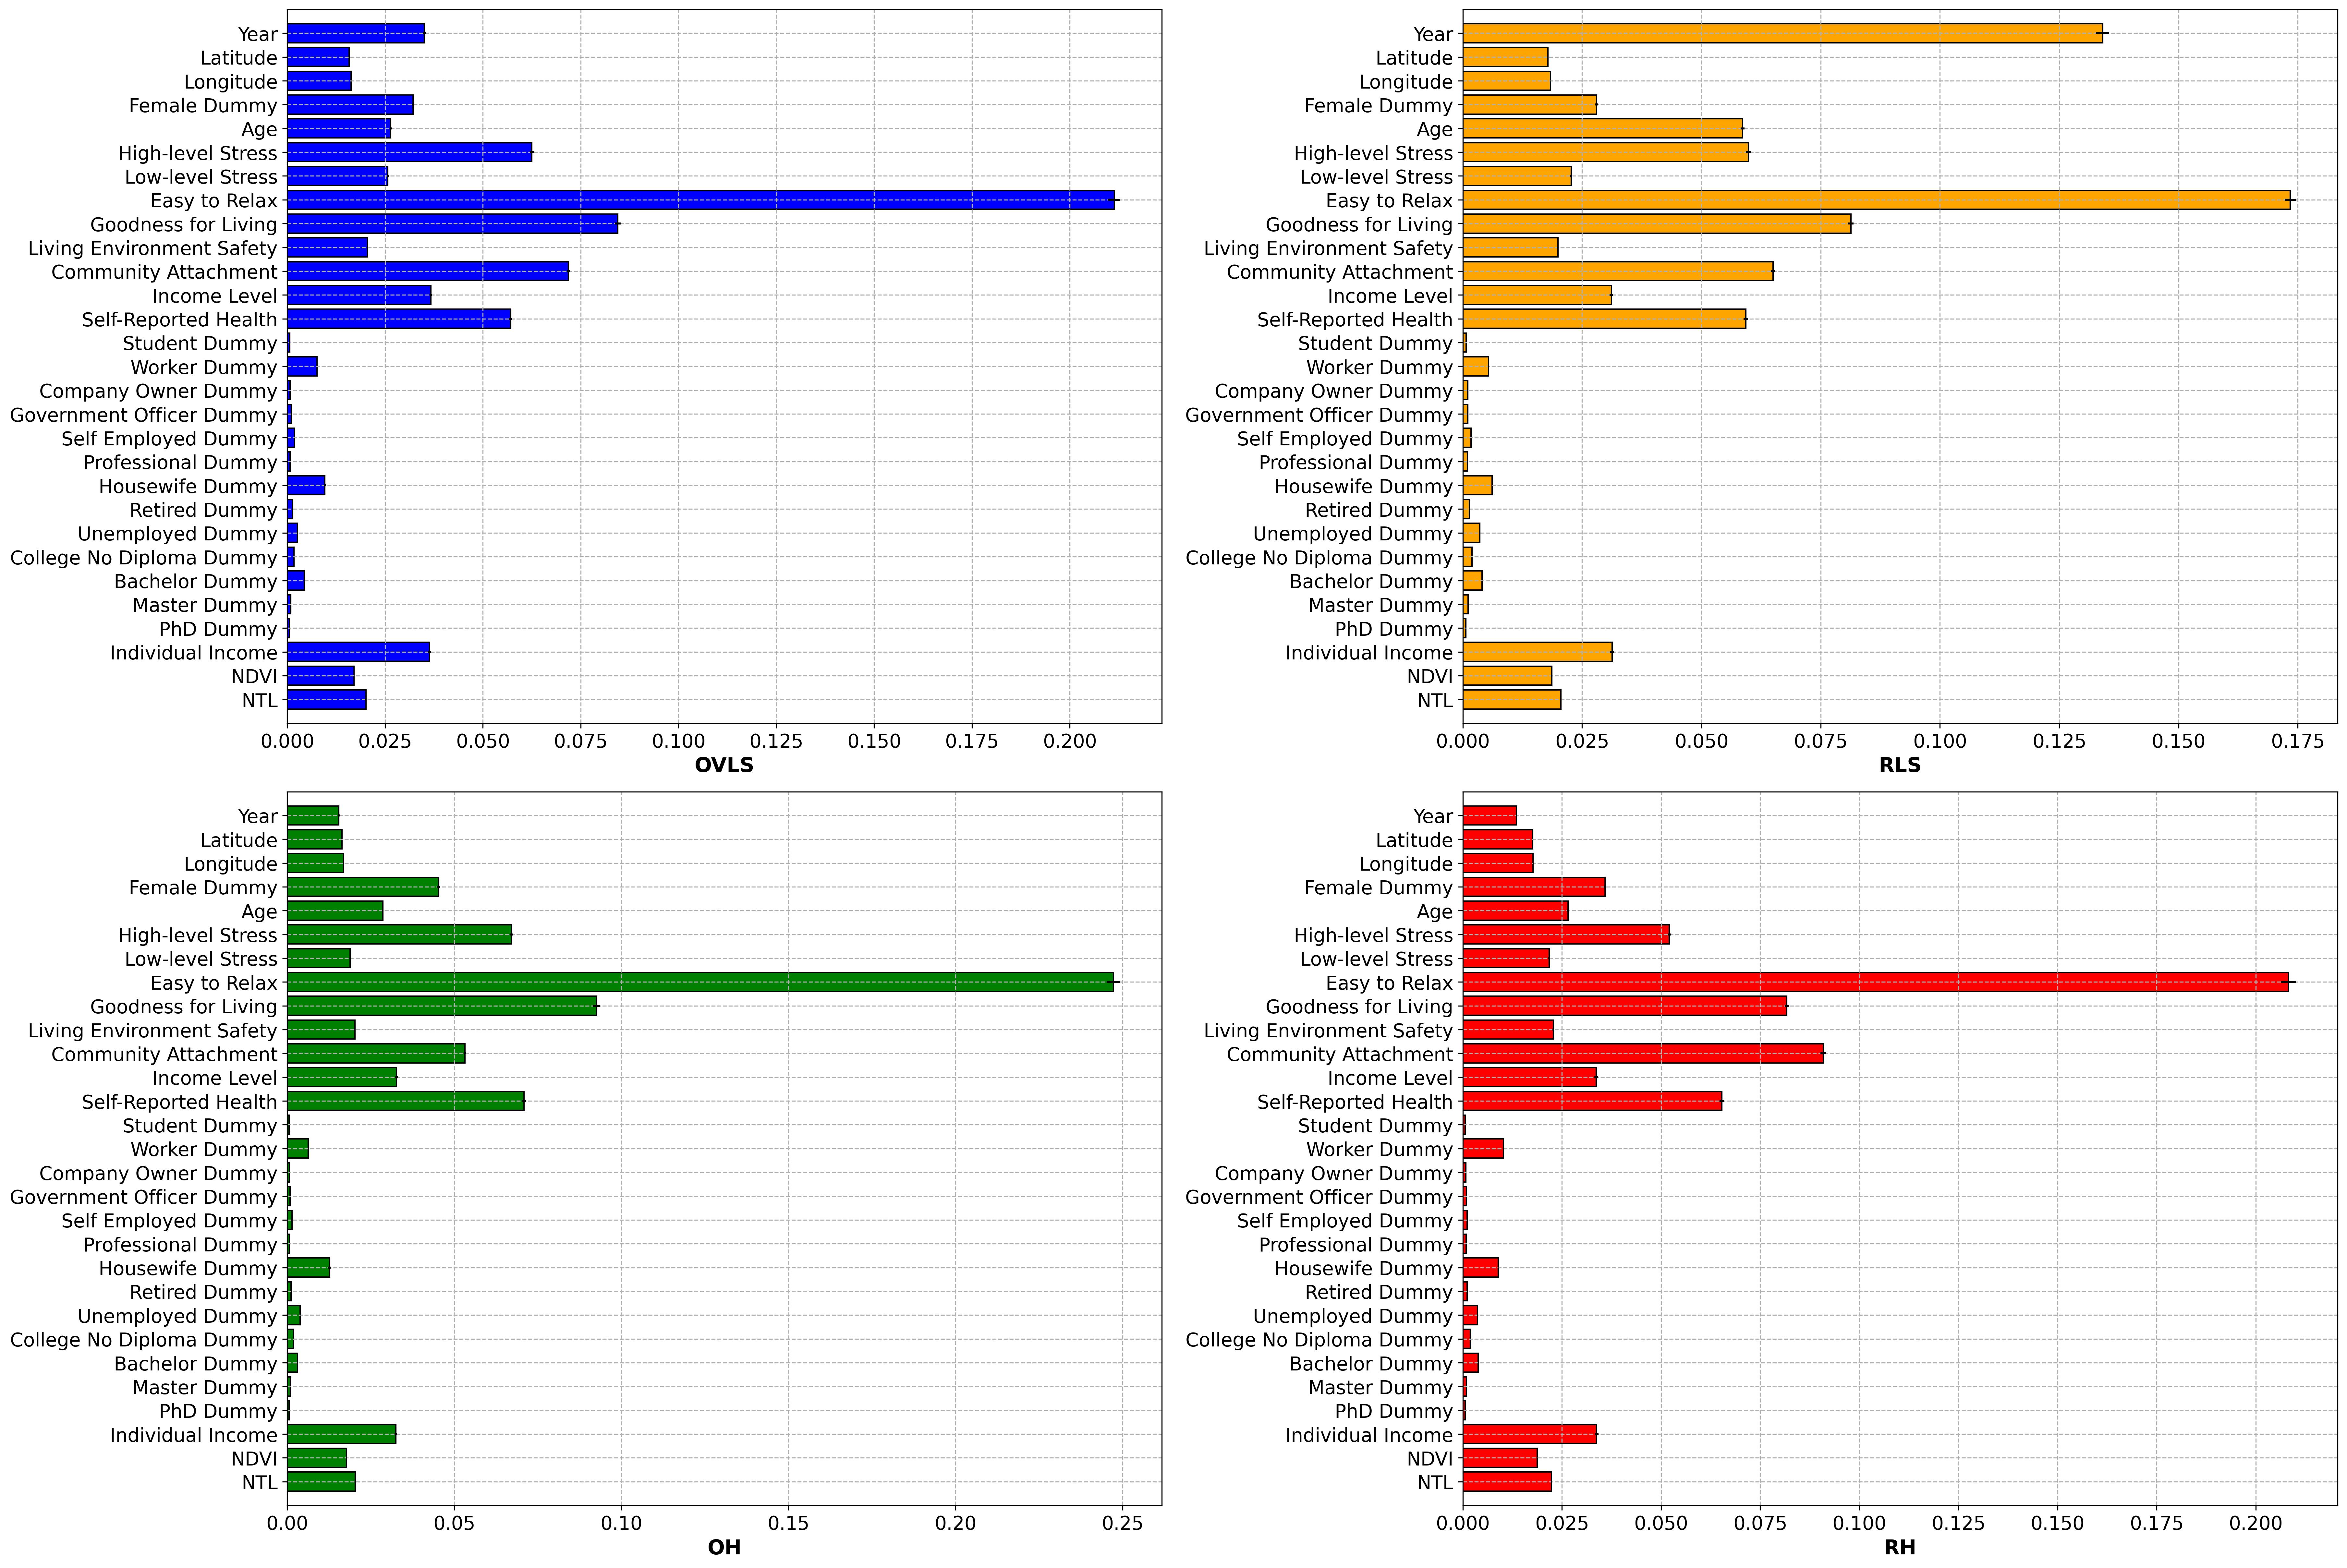 Year
Latitude
Longitude
Female Dummy
Age
High-level Stress
Low-level Stress
Easy to Relax
Goodness for Living
Living Environment Safety
Community Attachment
Income Level
Self-Reported Health
Student Dummy
Worker Dummy
Company Owner Dummy
Government Officer Dummy
Self Employed Dummy
Professional Dummy
Housewife Dummy
Retired Dummy
Unemployed Dummy
College No Diploma Dummy
Bachelor Dummy
Master Dummy
PhD Dummy
Individual Income
NDVI
NTL
0.000 0.025 0.050 0.075 0.100 0.125 0.150 0.175 0.200
OVLS
Year
Latitude
Longitude
Female Dummy
Age
High-level Stress
Low-level Stress
Easy to Relax
Goodness for Living
Living Environment Safety
Community Attachment
Income Level
Self-Reported Health
Student Dummy
Worker Dummy
Company Owner Dummy
Government Officer Dummy
Self Employed Dummy
Professional Dummy
Housewife Dummy
Retired Dummy
Unemployed Dummy
College No Diploma Dummy
Bachelor Dummy
Master Dummy
PhD Dummy
Individual Income
NDVI
NTL
0.000 0.025 0.050 0.075 0.100 0.125 0.150 0.175
RLS
Year
Latitude
Longitude
Female Dummy
Age
High-level Stress
Low-level Stress
Easy to Relax
Goodness for Living
Living Environment Safety
Community Attachment
Income Level
Self-Reported Health
Student Dummy
Worker Dummy
Company Owner Dummy
Government Officer Dummy
Self Employed Dummy
Professional Dummy
Housewife Dummy
Retired Dummy
Unemployed Dummy
College No Diploma Dummy
Bachelor Dummy
Master Dummy
PhD Dummy
Individual Income
NDVI
NTL
0.00 0.05 0.10 0.15 0.20 0.25
OH
Year
Latitude
Longitude
Female Dummy
Age
High-level Stress
Low-level Stress
Easy to Relax
Goodness for Living
Living Environment Safety
Community Attachment
Income Level
Self-Reported Health
Student Dummy
Worker Dummy
Company Owner Dummy
Government Officer Dummy
Self Employed Dummy
Professional Dummy
Housewife Dummy
Retired Dummy
Unemployed Dummy
College No Diploma Dummy
Bachelor Dummy
Master Dummy
PhD Dummy
Individual Income
NDVI
NTL
0.000 0.025 0.050 0.075 0.100 0.125 0.150 0.175 0.200
RH